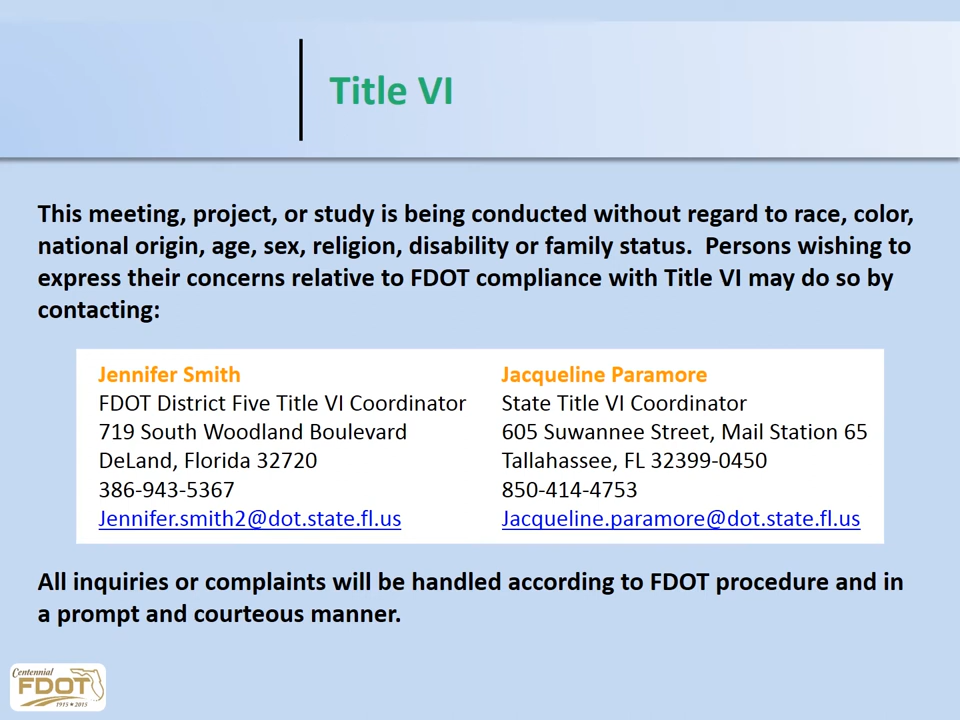 Title VI
This meeting, project, or study is being conducted without regard to race, color,
national origin, age, sex, religion, disability or family status.  Persons wishing to
express their concerns relative to FDOT compliance with Title VI may do so by
contacting:
Jennifer Smith
FDOT District Five Title VI Coordinator
719 South Woodland Boulevard
DeLand, Florida 32720
386-943-5367
Jennifer.smith2@dot.state.fl.us
Jacqueline Paramore
State Title VI Coordinator
605 Suwannee Street, Mail Station 65
Tallahassee, FL 32399-0450
850-414-4753
Jacqueline.paramore@dot.state.fl.us
All inquiries or complaints will be handled according to FDOT procedure and in
a prompt and courteous manner.
Centennial
FDOT
1915★2015